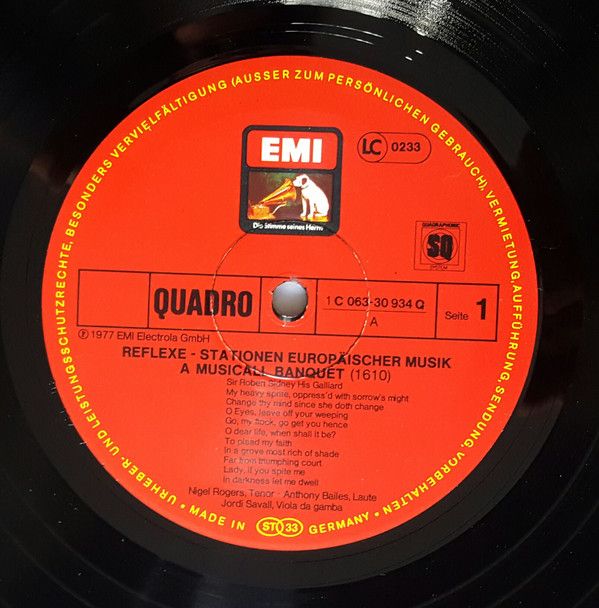 URHEBER- UND LEISTUNGSSCHUTZRECHTE, BESONDERS VERVIELFÄLTIGUNG (AUSSER ZUM PERSÖNLICHEN GEBRAUCH), VERMIETUNG, AUFFÜHRUNG, SENDUNG, VORBEHALTEN •
EMI
Die Stimme seines Herrn
LC 0233
QUADRAPHONIC
SQ
SYSTEM
QUADRO
1 C 063-30 934 Q
A
Seite 1
Ⓟ 1977 EMI Electrola GmbH
REFLEXE - STATIONEN EUROPÄISCHER MUSIK
A MUSICALL BANQUET (1610)
Sir Robert Sidney His Galliard
My heavy sprite, oppress'd with sorrow's might
Change thy mind since she doth change
O Eyes, leave off your weeping
Go, my flock, go get you hence
O dear life, when shall it be?
To plead my faith
In a grove most rich of shade
Far from triumphing court
Lady, if you spite me
In darkness let me dwell
Nigel Rogers, Tenor - Anthony Bailes, Laute
Jordi Savall, Viola da gamba
• MADE IN ST 33 GERMANY •